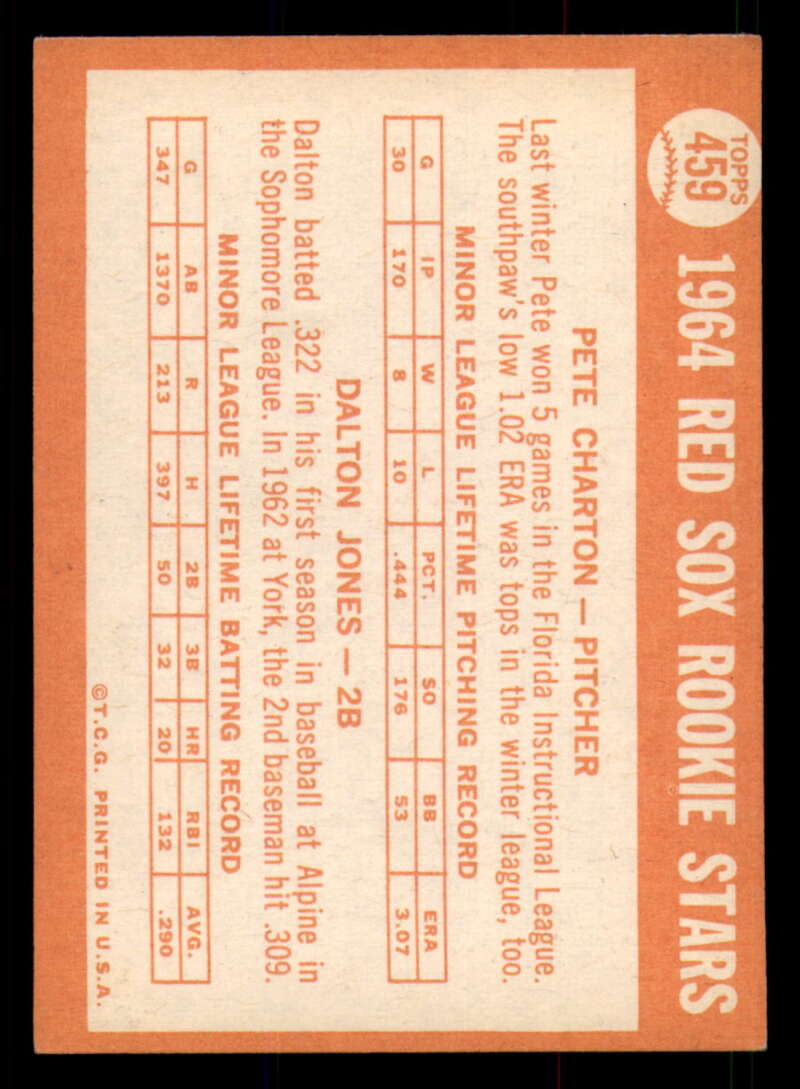 TOPPS
459
1964 RED SOX ROOKIE STARS
PETE CHARTON — PITCHER
Last winter Pete won 5 games in the Florida Instructional League.
The southpaw's low 1.02 ERA was tops in the winter league, too.
MINOR LEAGUE LIFETIME PITCHING RECORD
G IP W L PCT. SO BB ERA
30 170 8 10 .444 176 53 3.07
DALTON JONES — 2B
Dalton batted .322 in his first season in baseball at Alpine in
the Sophomore League. In 1962 at York, the 2nd baseman hit .309.
MINOR LEAGUE LIFETIME BATTING RECORD
G AB R H 2B 3B HR RBI AVG.
347 1370 213 397 50 32 20 132 .290
©T.C.G. PRINTED IN U.S.A.